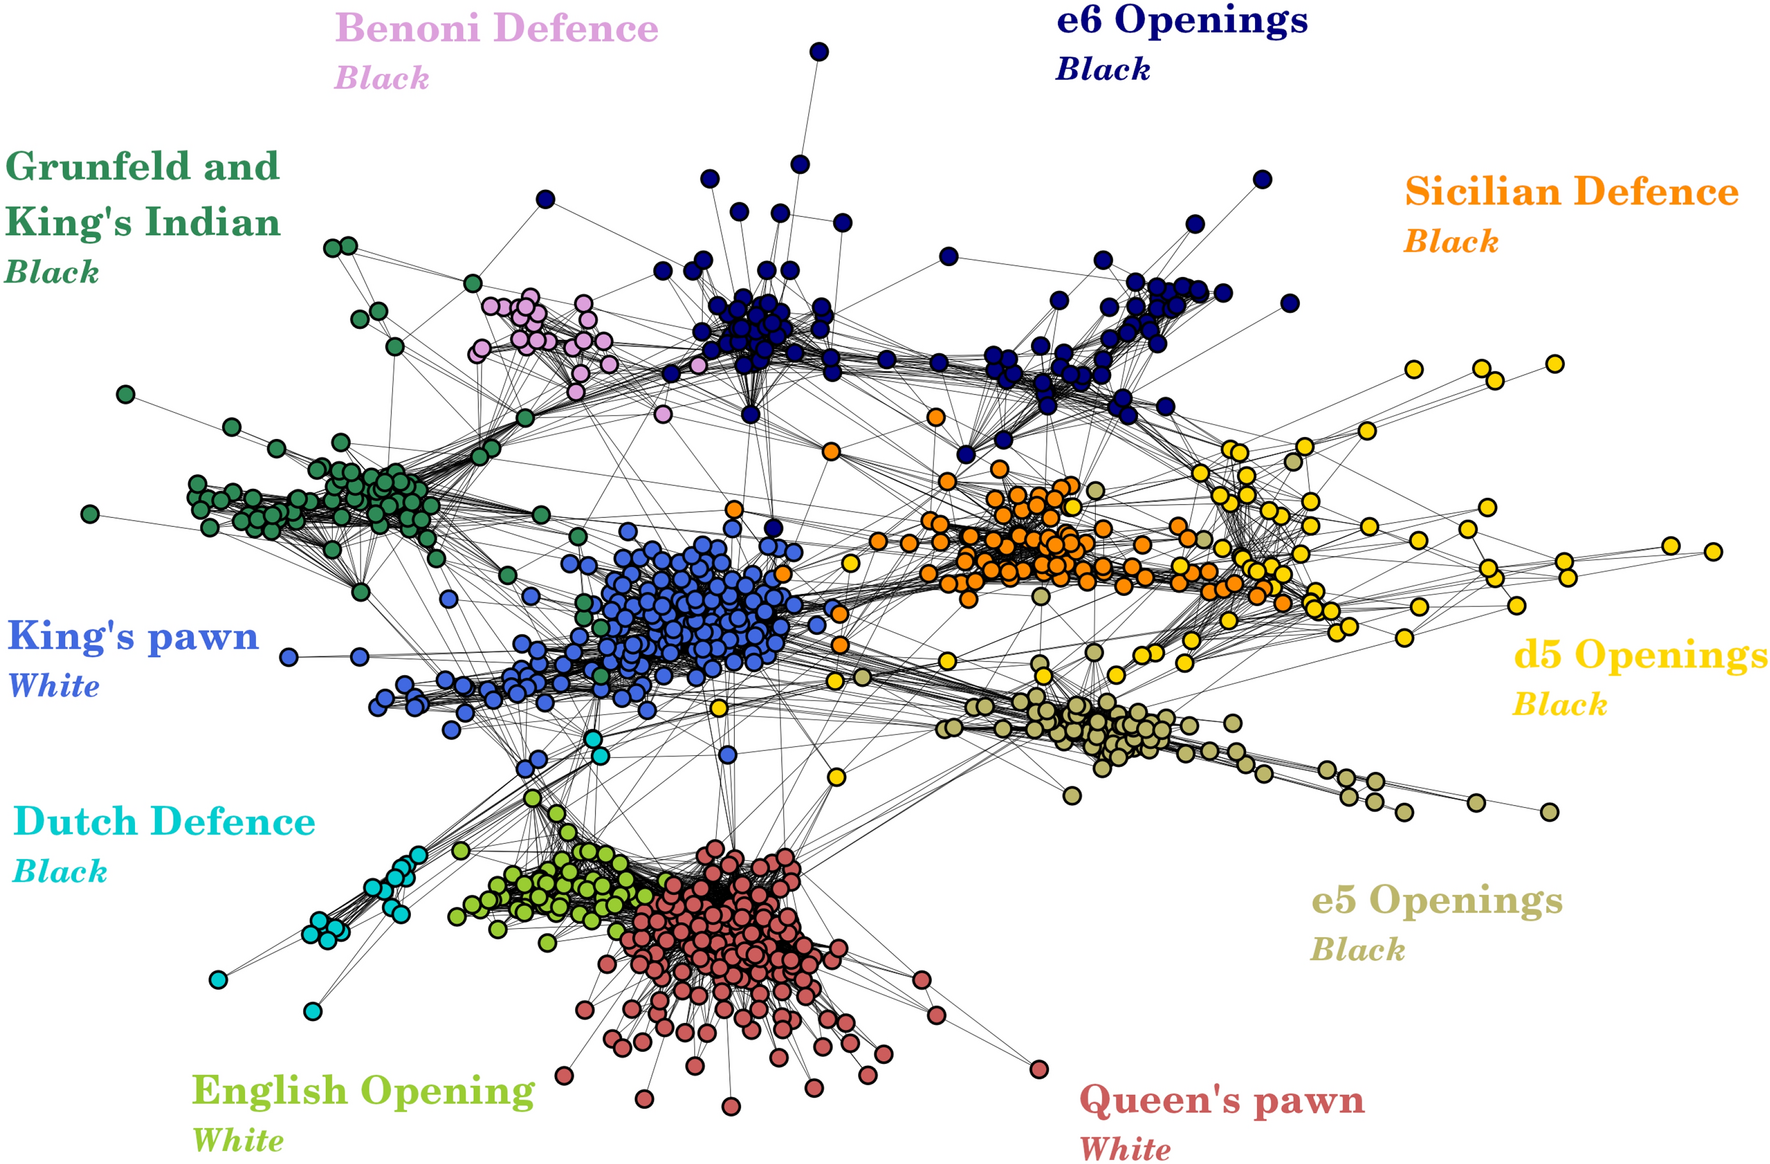 Benoni Defence
Black
e6 Openings
Black
Grunfeld and
King's Indian
Black
Sicilian Defence
Black
King's pawn
White
d5 Openings
Black
Dutch Defence
Black
e5 Openings
Black
English Opening
White
Queen's pawn
White